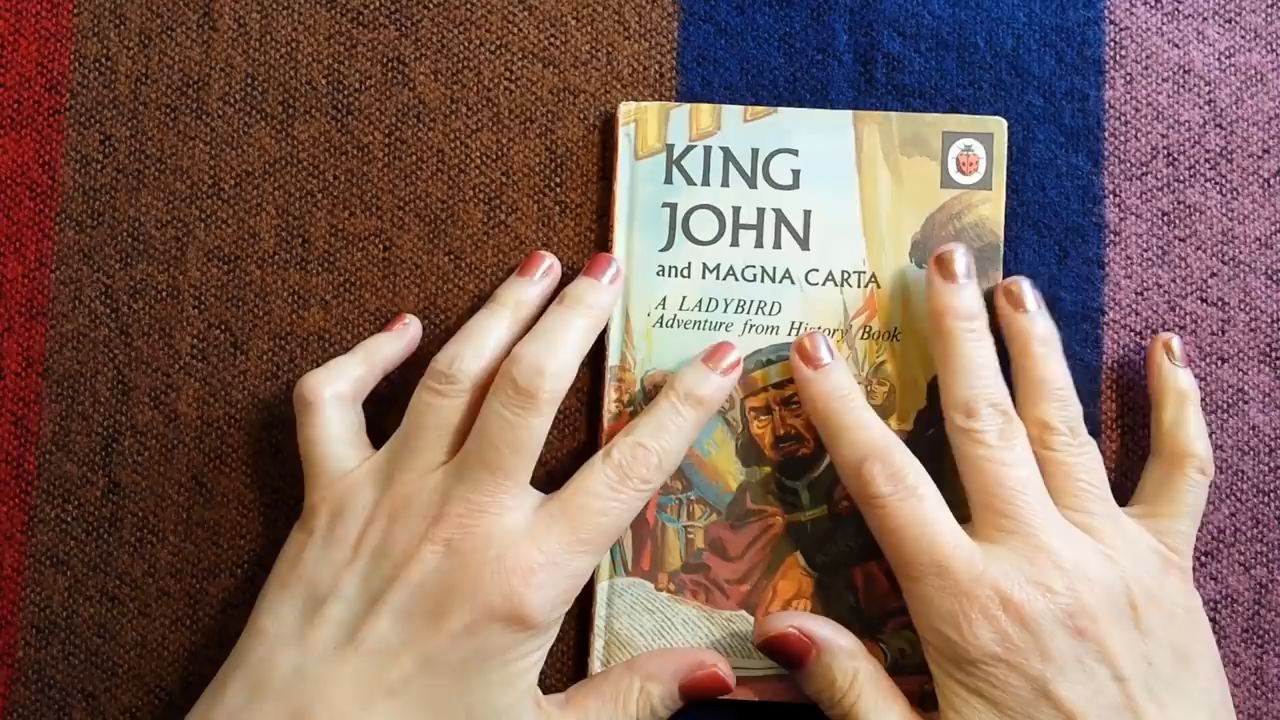 KING
JOHN
and MAGNA CARTA
A LADYBIRD
Adventure from History Book